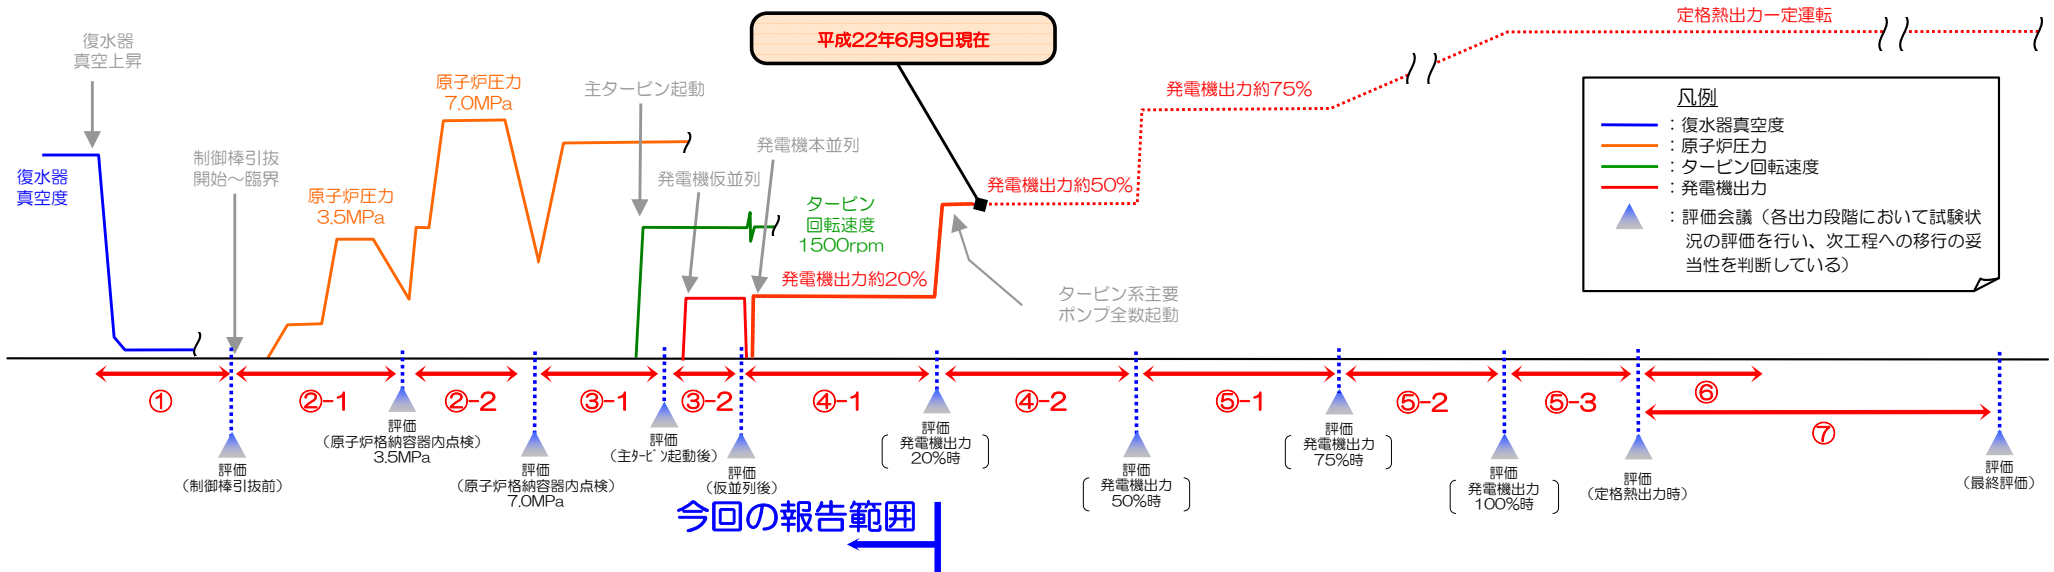 復水器
真空上昇
復水器
真空度
制御棒引抜
開始～臨界
原子炉圧力
3.5MPa
原子炉圧力
7.0MPa
主タービン起動
発電機仮並列
発電機本並列
タービン
回転速度
1500rpm
平成22年6月9日現在
発電機出力約20%
発電機出力約50%
タービン系主要
ポンプ全数起動
発電機出力約75%
定格熱出力一定運転
凡例
：復水器真空度
：原子炉圧力
：タービン回転速度
：発電機出力
：評価会議（各出力段階において試験状
況の評価を行い、次工程への移行の妥
当性を判断している）
①
②-1
②-2
③-1
③-2
④-1
④-2
⑤-1
⑤-2
⑤-3
⑥
⑦
評価
（制御棒引抜前）
評価
（原子炉格納容器内点検）
3.5MPa
評価
（原子炉格納容器内点検）
7.0MPa
評価
（主ﾀｰﾋﾞﾝ起動後）
評価
（仮並列後）
評価
発電機出力
20%時
評価
発電機出力
50%時
評価
発電機出力
75%時
評価
発電機出力
100%時
評価
（定格熱出力時）
評価
（最終評価）
今回の報告範囲